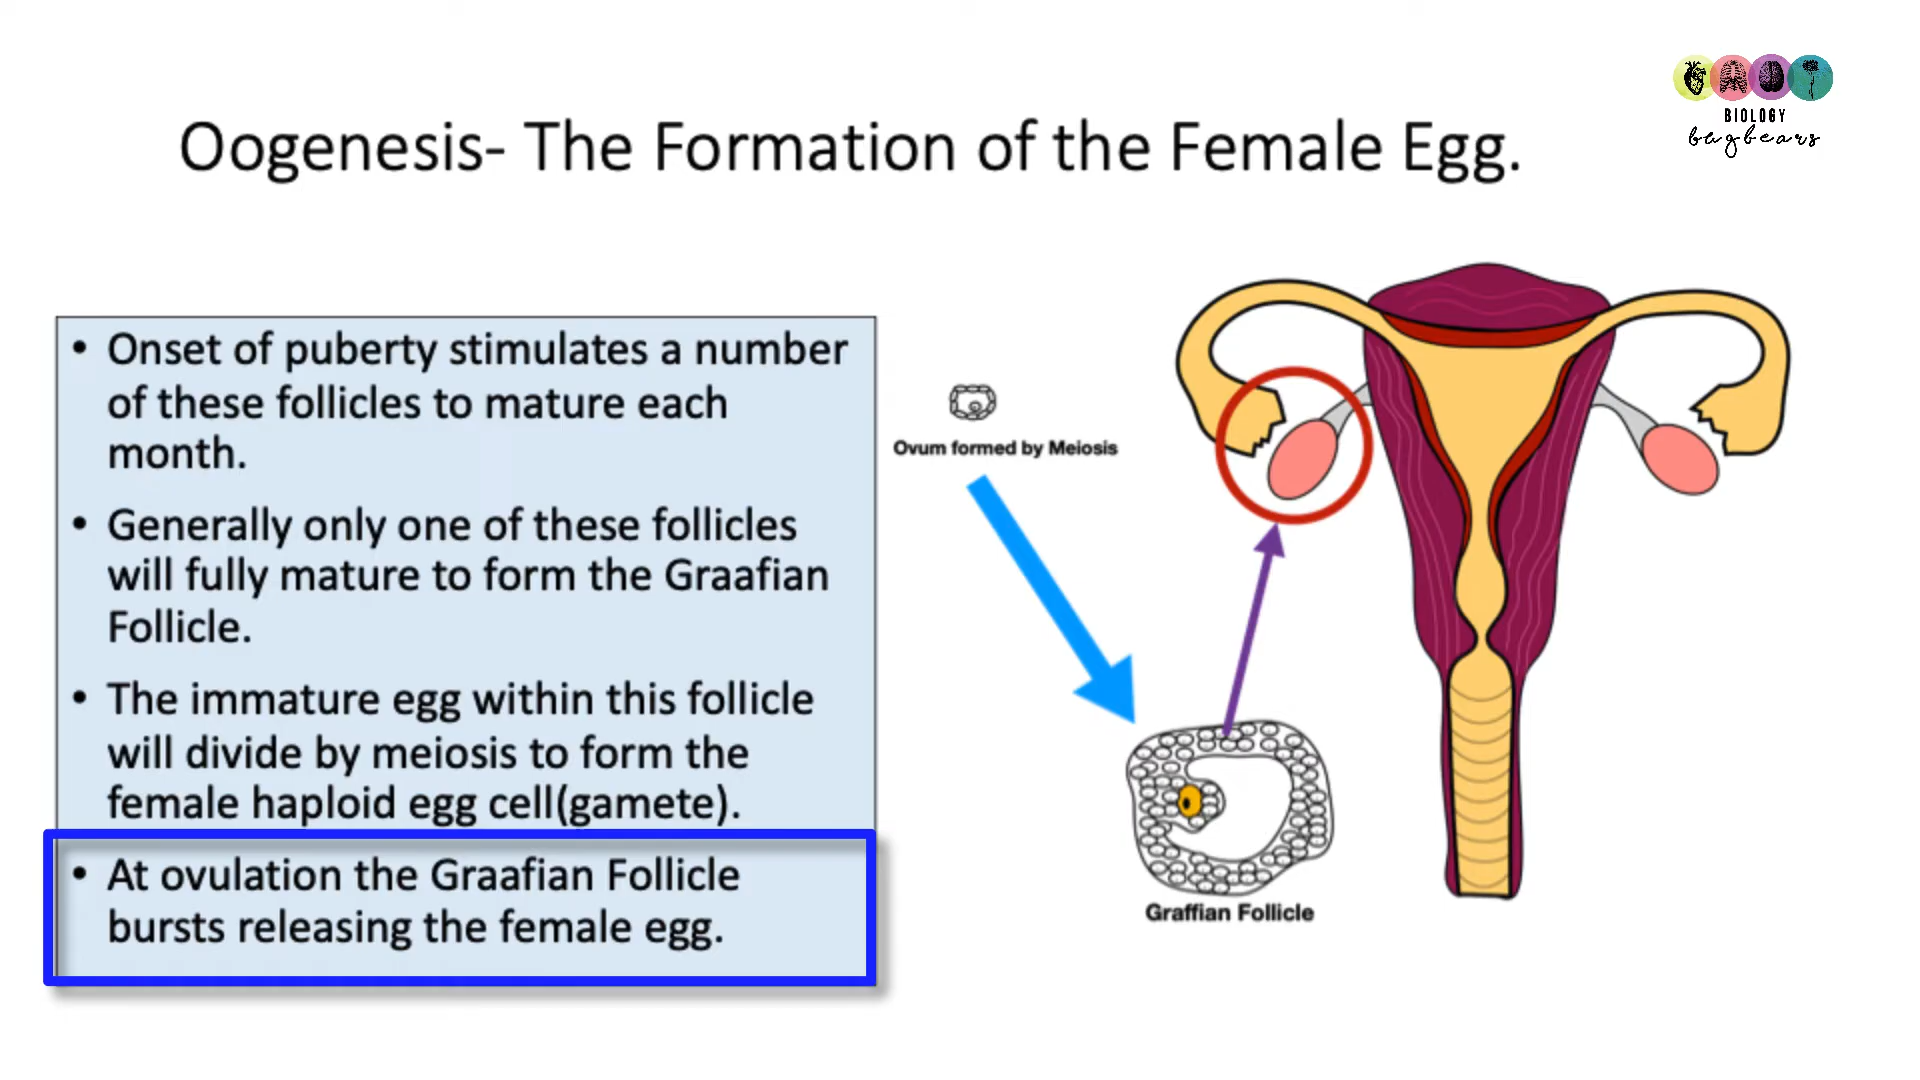 BIOLOGY
bugbears
Oogenesis- The Formation of the Female Egg.
• Onset of puberty stimulates a number
of these follicles to mature each
month.
• Generally only one of these follicles
will fully mature to form the Graafian
Follicle.
• The immature egg within this follicle
will divide by meiosis to form the
female haploid egg cell(gamete).
• At ovulation the Graafian Follicle
bursts releasing the female egg.
Ovum formed by Meiosis
Graffian Follicle